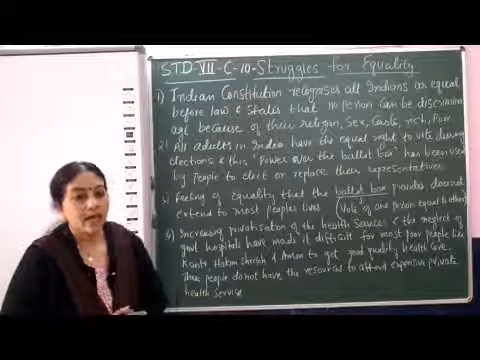 STD-VII-C-10-Struggles for Equality
1) Indian Constitution recognises all Indians as equal
before law & States that no person can be discrimin
age because of their religion, Sex, Caste, rich, Poor
2) All adults in India have the equal right to vote during
elections & this 'Power over the ballot box' has been used
by people to elect or replace their representatives
3) Feeling of equality that the ballot box provides doesnot
extend to most peoples lives (Vote of one person equal to other)
4) Increasing privatisation of the health Services & the neglect of
govt hospitals have made it difficult for most poor people like
Kanta Hakim sheikh & Aman to get good quality health Care.
These people do not have the resources to afford expensive private
health Service